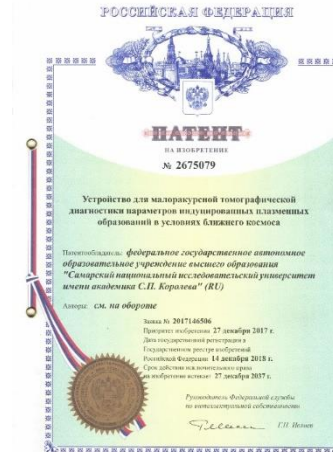 РОССИЙСКАЯ ФЕДЕРАЦИЯ
ПАТЕНТ
НА ИЗОБРЕТЕНИЕ
№ 2675079
Устройство для малоракурсной томографической
диагностики параметров индуцированных плазменных
образований в условиях ближнего космоса
Патентообладатель: федеральное государственное автономное
образовательное учреждение высшего образования
"Самарский национальный исследовательский университет
имени академика С.П. Королева" (RU)
Авторы: см. на обороте
Заявка № 2017146506
Приоритет изобретения 27 декабря 2017 г.
Дата государственной регистрации в
Государственном реестре изобретений
Российской Федерации 14 декабря 2018 г.
Срок действия исключительного права
на изобретение истекает 27 декабря 2037 г.
Руководитель Федеральной службы
по интеллектуальной собственности
Г.П. Ивлиев